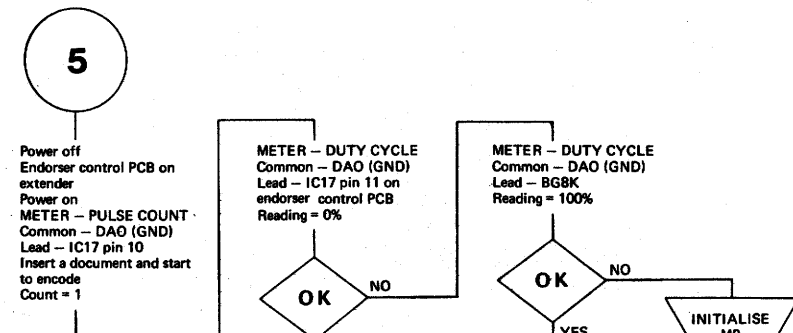 5
Power off
Endorser control PCB on
extender
Power on
METER — PULSE COUNT
Common — DAO (GND)
Lead — IC17 pin 10
Insert a document and start
to encode
Count = 1
METER — DUTY CYCLE
Common — DAO (GND)
Lead — IC17 pin 11 on
endorser control PCB
Reading = 0%
OK
NO
METER — DUTY CYCLE
Common — DAO (GND)
Lead — BG8K
Reading = 100%
OK
NO
YES
INITIALISE